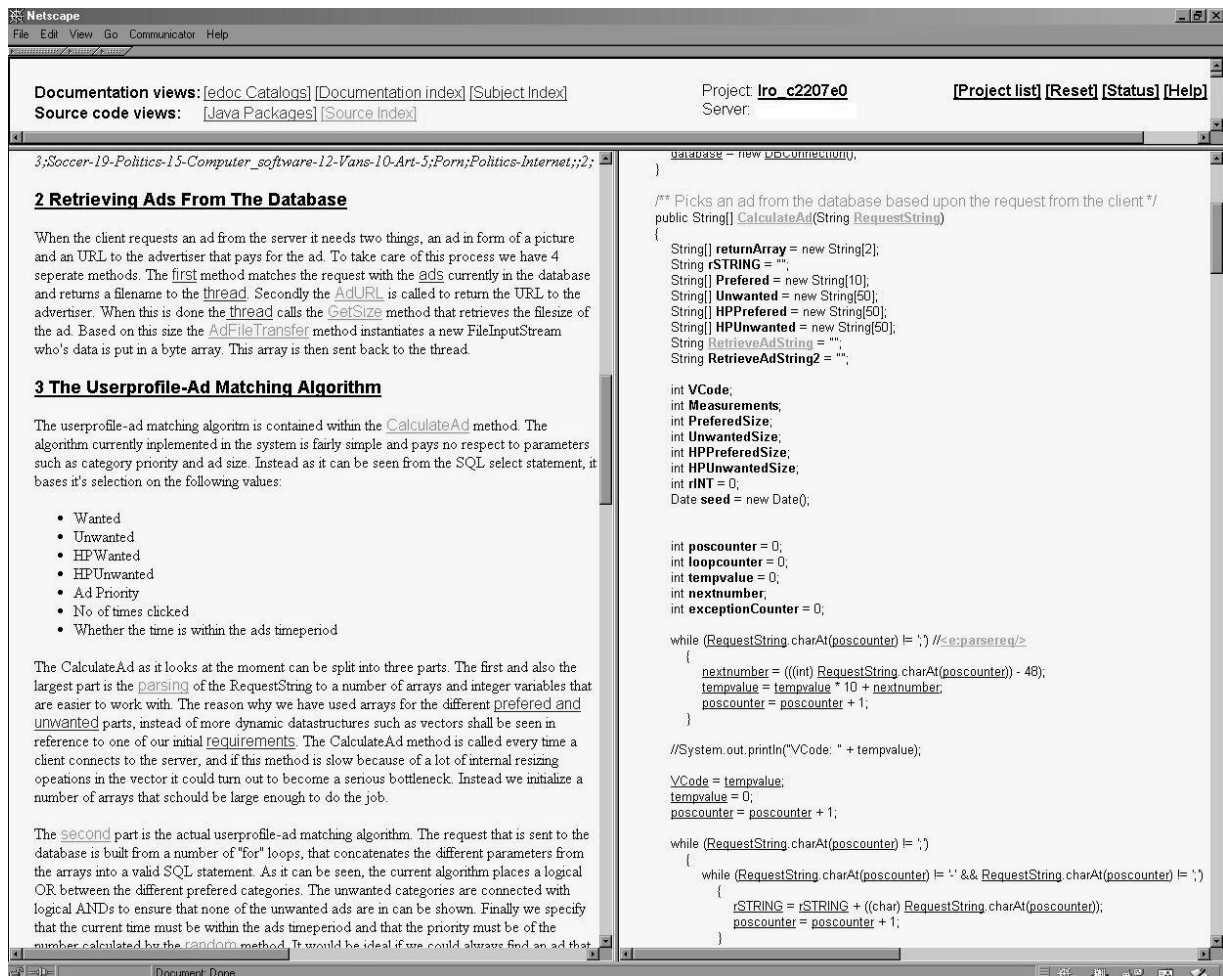 Netscape
File Edit View Go Communicator Help
Documentation views: [edoc Catalogs] [Documentation index] [Subject Index]
Source code views: [Java Packages] [Source Index]
Project: lro_c2207e0
Server:
[Project list] [Reset] [Status] [Help]
3;Soccer-19-Politics-15-Computer_software-12-Vans-10-Art-5;Porn;Politics-Internet;;2;
2 Retrieving Ads From The Database
When the client requests an ad from the server it needs two things, an ad in form of a picture
and an URL to the advertiser that pays for the ad. To take care of this process we have 4
seperate methods. The first method matches the request with the ads currently in the database
and returns a filename to the thread. Secondly the AdURL is called to return the URL to the
advertiser. When this is done the thread calls the GetSize method that retrieves the filesize of
the ad. Based on this size the AdFileTransfer method instantiates a new FileInputStream
who's data is put in a byte array. This array is then sent back to the thread.
3 The Userprofile-Ad Matching Algorithm
The userprofile-ad matching algoritm is contained within the CalculateAd method. The
algorithm currently inplemented in the system is fairly simple and pays no respect to parameters
such as category priority and ad size. Instead as it can be seen from the SQL select statement, it
bases it's selection on the following values:
• Wanted
• Unwanted
• HPWanted
• HPUnwanted
• Ad Priority
• No of times clicked
• Whether the time is within the ads timeperiod
The CalculateAd as it looks at the moment can be split into three parts. The first and also the
largest part is the parsing of the RequestString to a number of arrays and integer variables that
are easier to work with. The reason why we have used arrays for the different prefered and
unwanted parts, instead of more dynamic datastructures such as vectors shall be seen in
reference to one of our initial requirements. The CalculateAd method is called every time a
client connects to the server, and if this method is slow because of a lot of internal resizing
opeations in the vector it could turn out to become a serious bottleneck. Instead we initialize a
number of arrays that schould be large enough to do the job.
The second part is the actual userprofile-ad matching algorithm. The request that is sent to the
database is built from a number of "for" loops, that concatenates the different parameters from
the arrays into a valid SQL statement. As it can be seen, the current algorithm places a logical
OR between the different prefered categories. The unwanted categories are connected with
logical ANDs to ensure that none of the unwanted ads are in can be shown. Finally we specify
that the current time must be within the ads timeperiod and that the priority must be of the
number calculated by the random method. It would be ideal if we could always find an ad that
database = new DBConnection();
}
/** Picks an ad from the database based upon the request from the client */
public String[] CalculateAd(String RequestString)
{
String[] returnArray = new String[2];
String rSTRING = "";
String[] Prefered = new String[10];
String[] Unwanted = new String[50];
String[] HPPrefered = new String[50];
String[] HPUnwanted = new String[50];
String RetrieveAdString = "";
String RetrieveAdString2 = "";
int VCode;
int Measurements;
int PreferedSize;
int UnwantedSize;
int HPPreferedSize;
int HPUnwantedSize;
int rINT = 0;
Date seed = new Date();
int poscounter = 0;
int loopcounter = 0;
int tempvalue = 0;
int nextnumber;
int exceptionCounter = 0;
while (RequestString.charAt(poscounter) != ';') //<e:parsereq/>
{
nextnumber = (((int) RequestString.charAt(poscounter)) - 48);
tempvalue = tempvalue * 10 + nextnumber;
poscounter = poscounter + 1;
}
//System.out.println("VCode: " + tempvalue);
VCode = tempvalue;
tempvalue = 0;
poscounter = poscounter + 1;
while (RequestString.charAt(poscounter) != ';')
{
while (RequestString.charAt(poscounter) != '-' && RequestString.charAt(poscounter) != ';')
{
rSTRING = rSTRING + ((char) RequestString.charAt(poscounter));
poscounter = poscounter + 1;
}
Document: Done